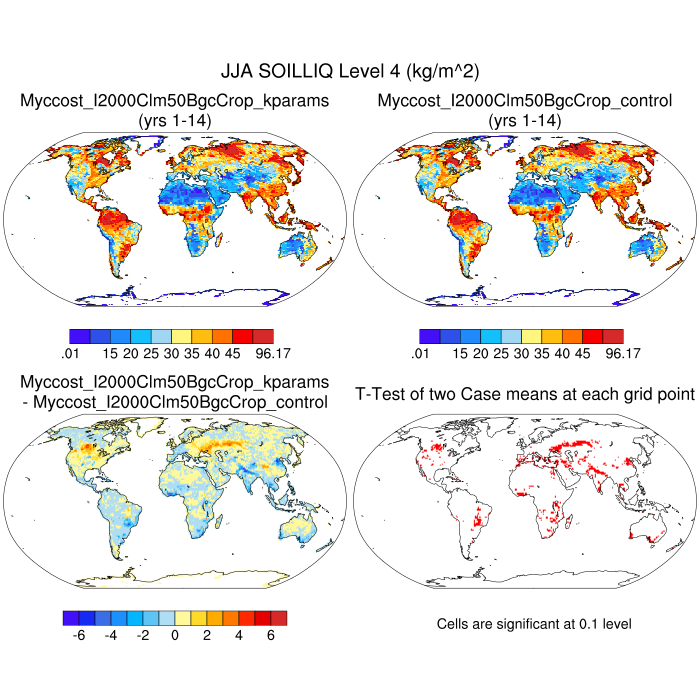 JJA SOILLIQ Level 4 (kg/m^2)
Myccost_I2000Clm50BgcCrop_kparams
(yrs 1-14)
Myccost_I2000Clm50BgcCrop_control
(yrs 1-14)
.01 15 20 25 30 35 40 45 96.17
.01 15 20 25 30 35 40 45 96.17
Myccost_I2000Clm50BgcCrop_kparams
- Myccost_I2000Clm50BgcCrop_control
T-Test of two Case means at each grid point
-6 -4 -2 0 2 4 6
Cells are significant at 0.1 level